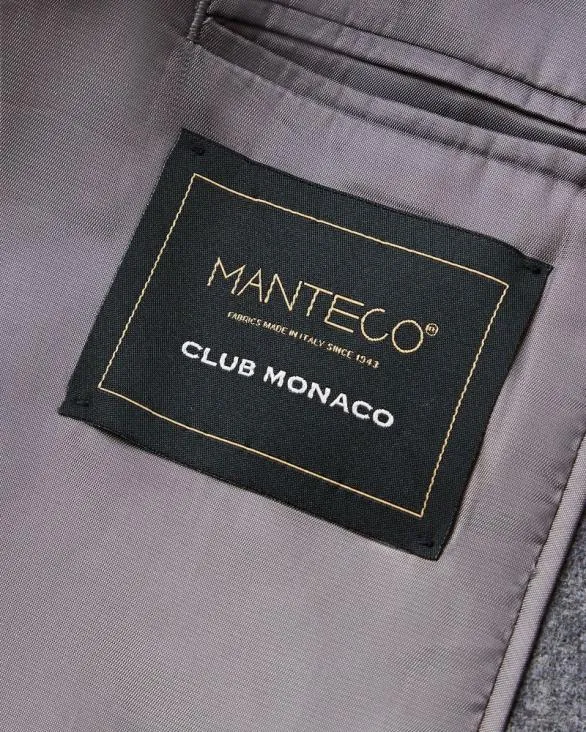 MANTECO®
FABRICS MADE IN ITALY SINCE 1943
CLUB MONACO